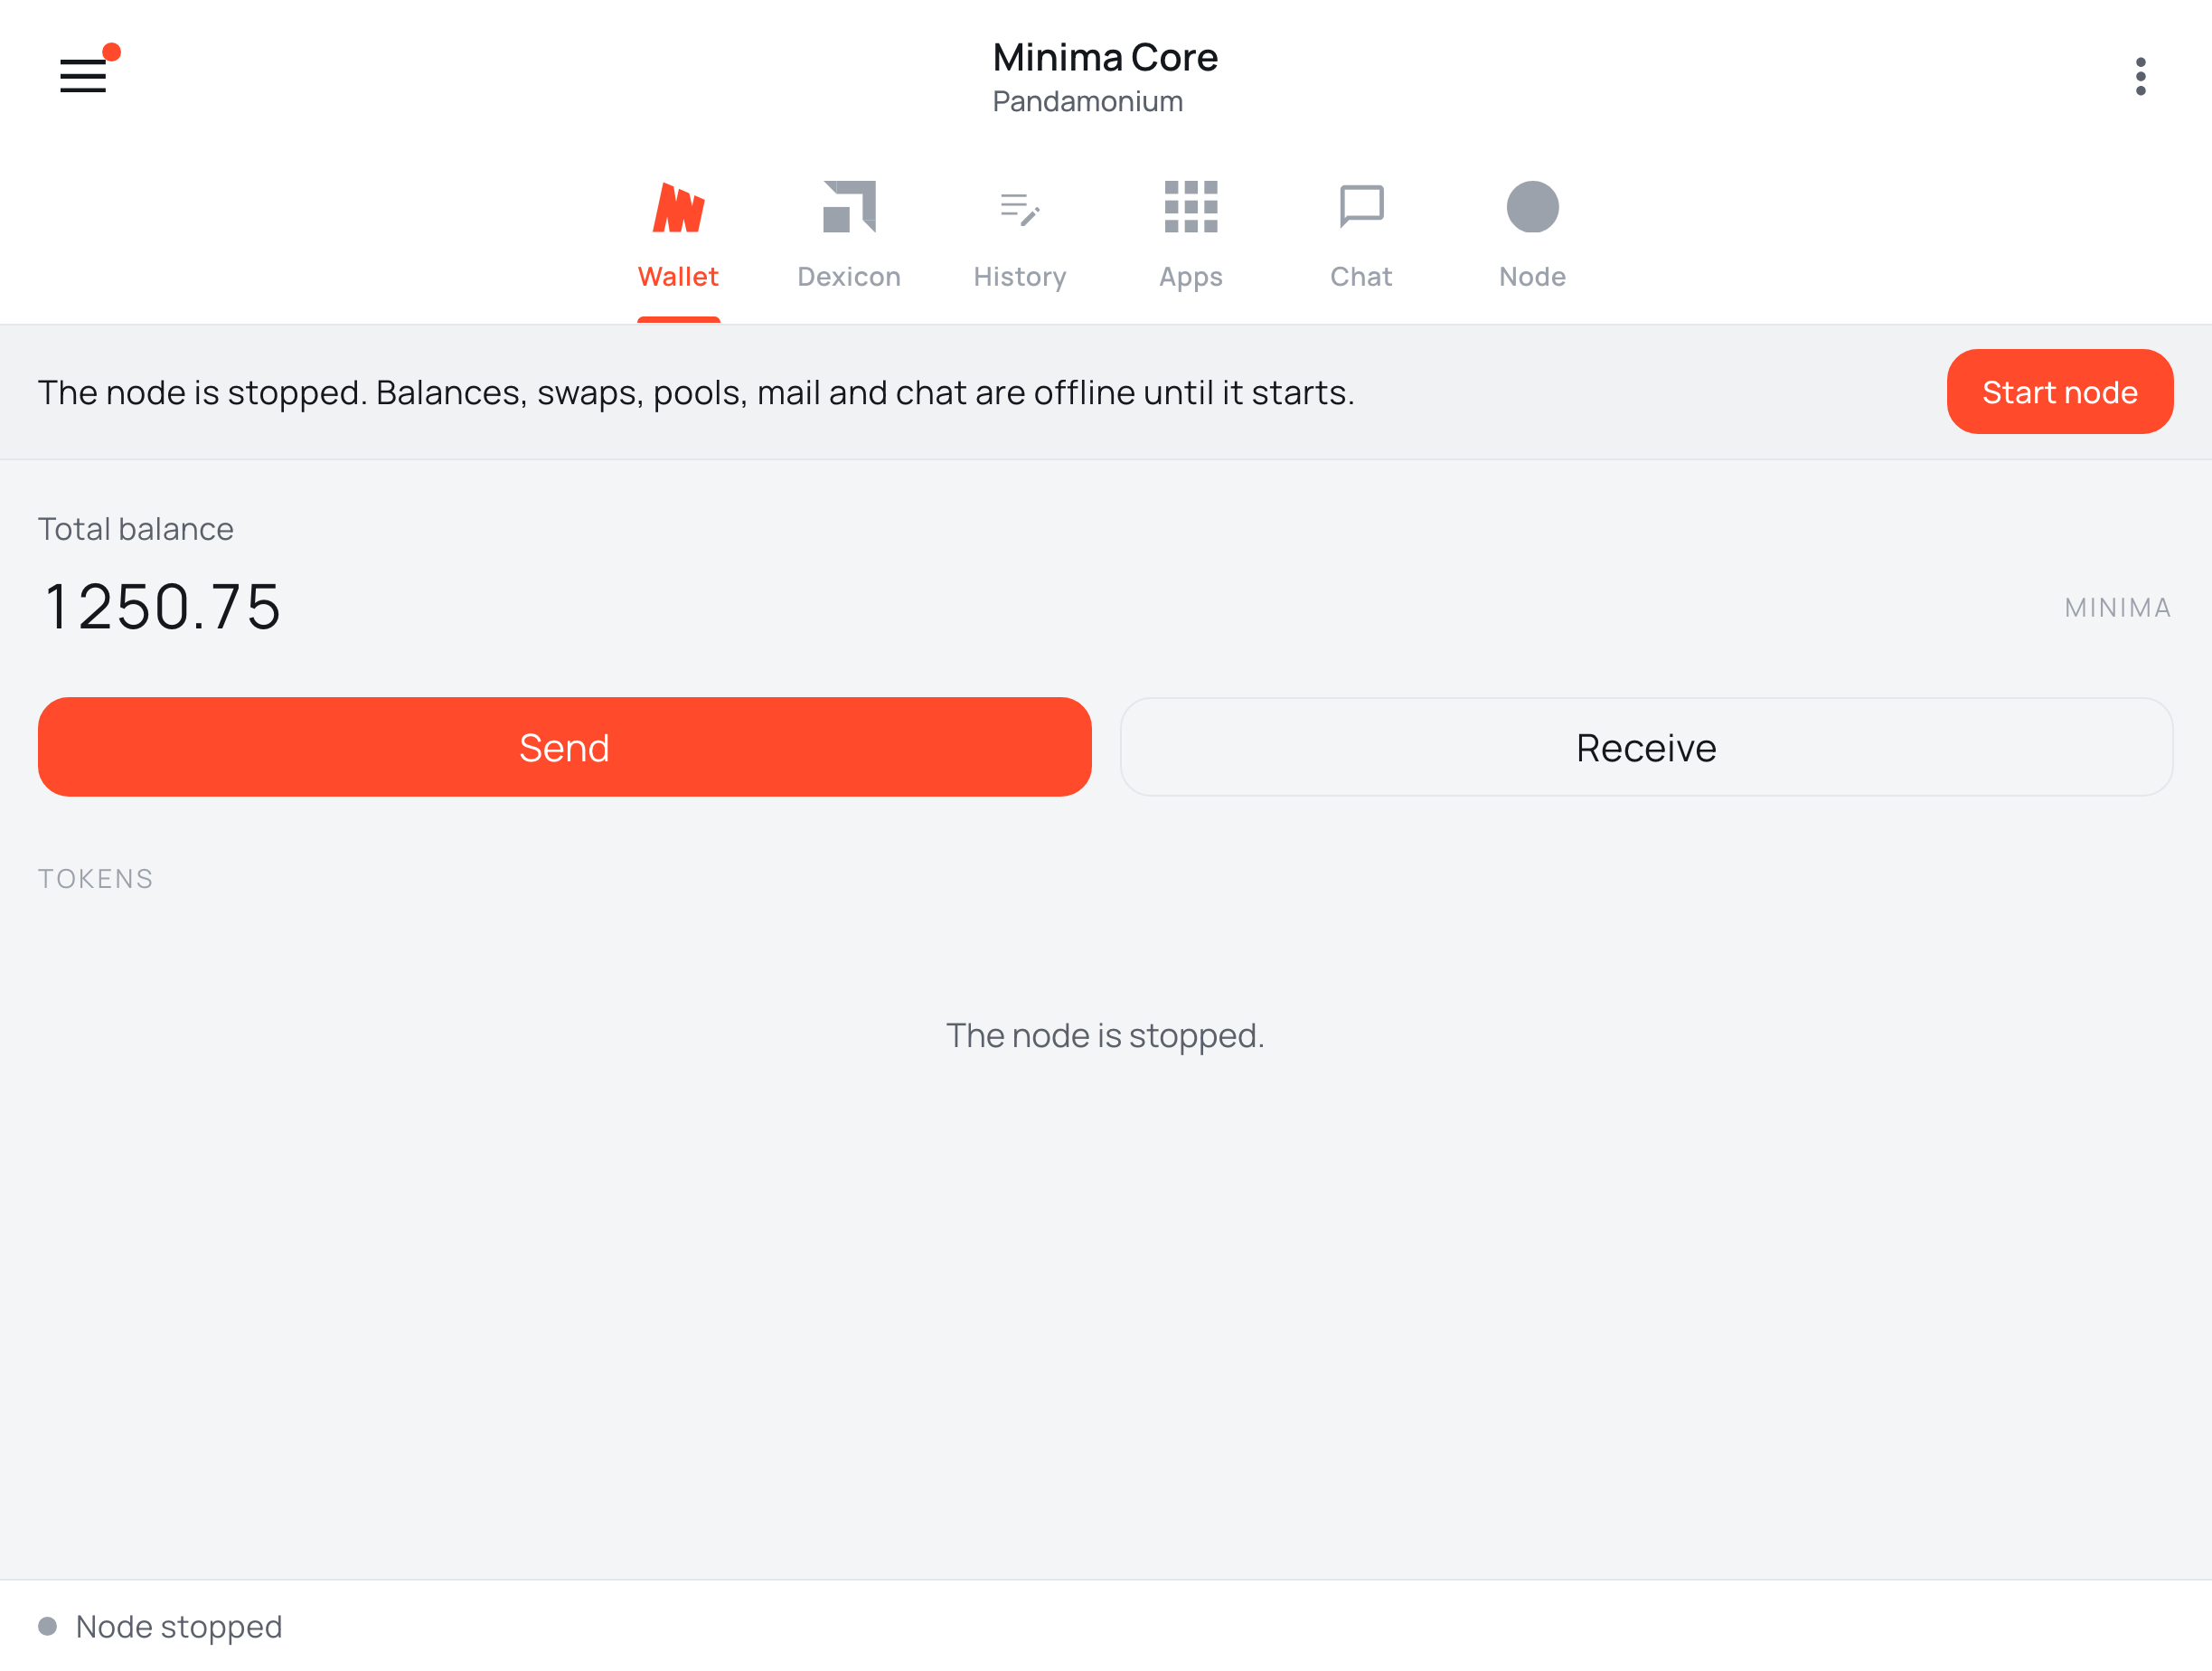 Minima Core
Pandamonium
Wallet
Dexicon
History
Apps
Chat
Node
The node is stopped. Balances, swaps, pools, mail and chat are offline until it starts.
Start node
Total balance
1250.75
MINIMA
Send
Receive
TOKENS
The node is stopped.
Node stopped